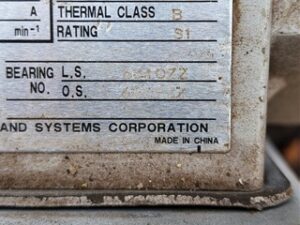 A THERMAL CLASS B
min-1 RATING S1
BEARING L.S.
NO. O.S.
AND SYSTEMS CORPORATION
MADE IN CHINA